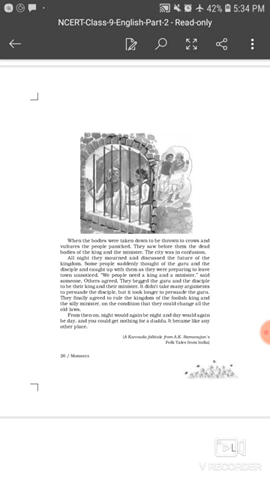 42% 5:34 PM
NCERT-Class-9-English-Part-2 - Read-only
When the bodies were taken down to be thrown to crows and
vultures the people panicked. They saw before them the dead
bodies of the king and the minister. The city was in confusion.
All night they mourned and discussed the future of the
kingdom. Some people suddenly thought of the guru and the
disciple and caught up with them as they were preparing to leave
town unnoticed. "We people need a king and a minister," said
someone. Others agreed. They begged the guru and the disciple
to be their king and their minister. It didn't take many arguments
to persuade the disciple, but it took longer to persuade the guru.
They finally agreed to rule the kingdom of the foolish king and
the silly minister, on the condition that they could change all the
old laws.
From then on, night would again be night and day would again
be day, and you could get nothing for a duddu. It became like any
other place.
(A Kannada folktale from A.K. Ramanujan's
Folk Tales from India)
26 / Moments
VRECORDER